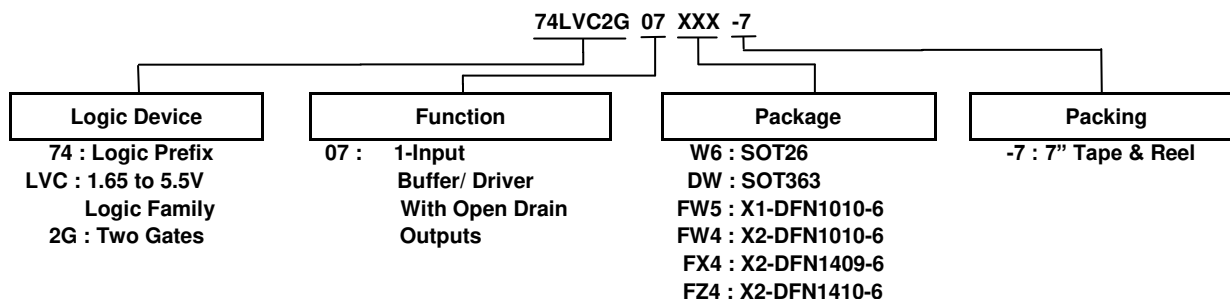 74LVC2G 07 XXX -7
Logic Device
74 : Logic Prefix
LVC : 1.65 to 5.5V
Logic Family
2G : Two Gates
Function
07 : 1-Input
Buffer/ Driver
With Open Drain
Outputs
Package
W6 : SOT26
DW : SOT363
FW5 : X1-DFN1010-6
FW4 : X2-DFN1010-6
FX4 : X2-DFN1409-6
FZ4 : X2-DFN1410-6
Packing
-7 : 7” Tape & Reel